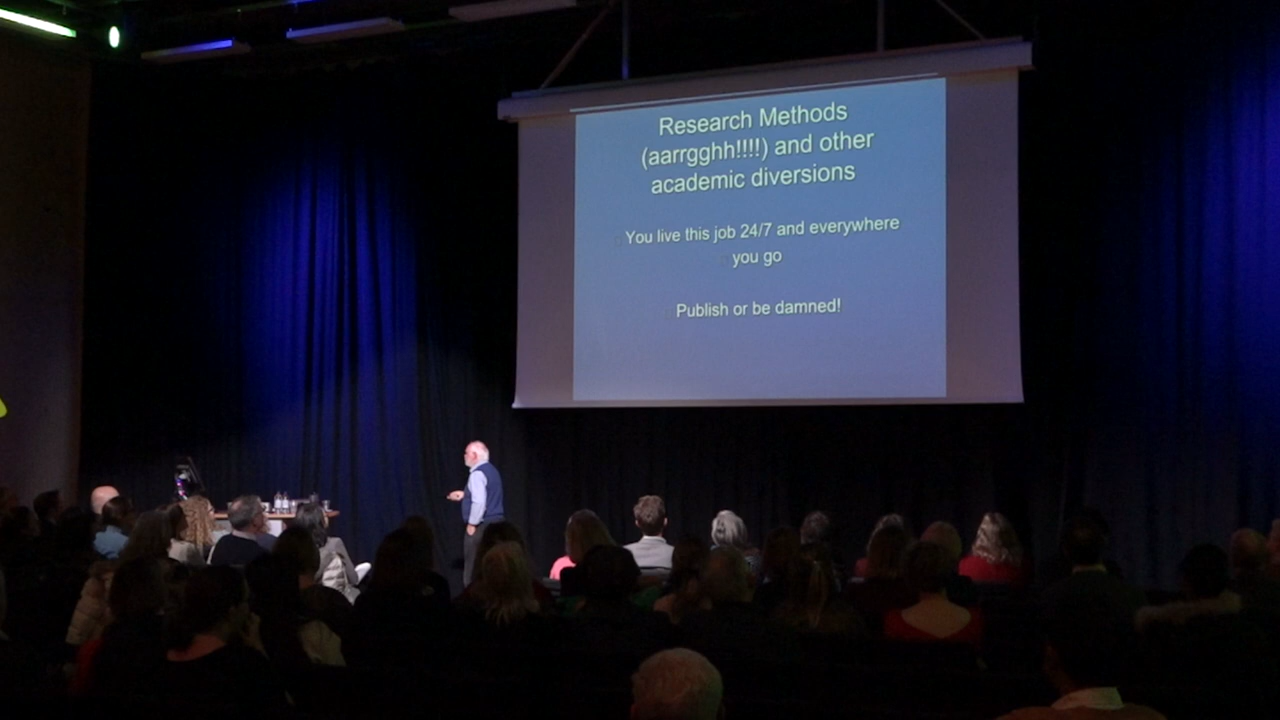 Research Methods
(aarrgghh!!!!) and other
academic diversions
You live this job 24/7 and everywhere
you go
Publish or be damned!